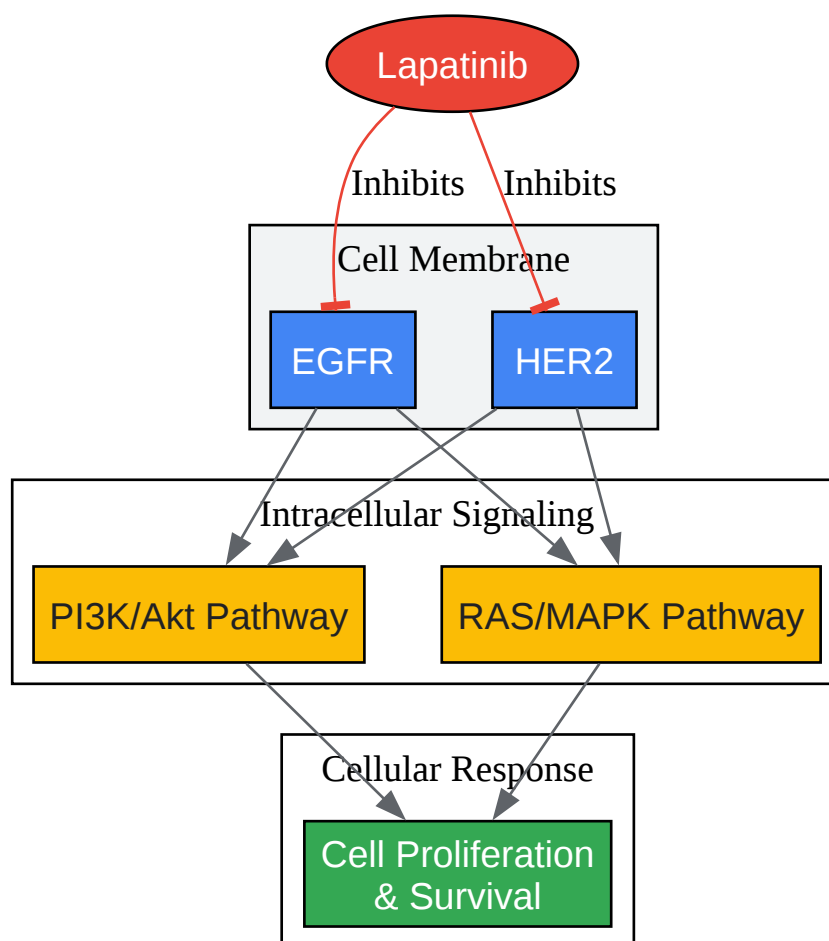 Lapatinib
Inhibits
Inhibits
Cell Membrane
EGFR
HER2
Intracellular Signaling
PI3K/Akt Pathway
RAS/MAPK Pathway
Cellular Response
Cell Proliferation
& Survival